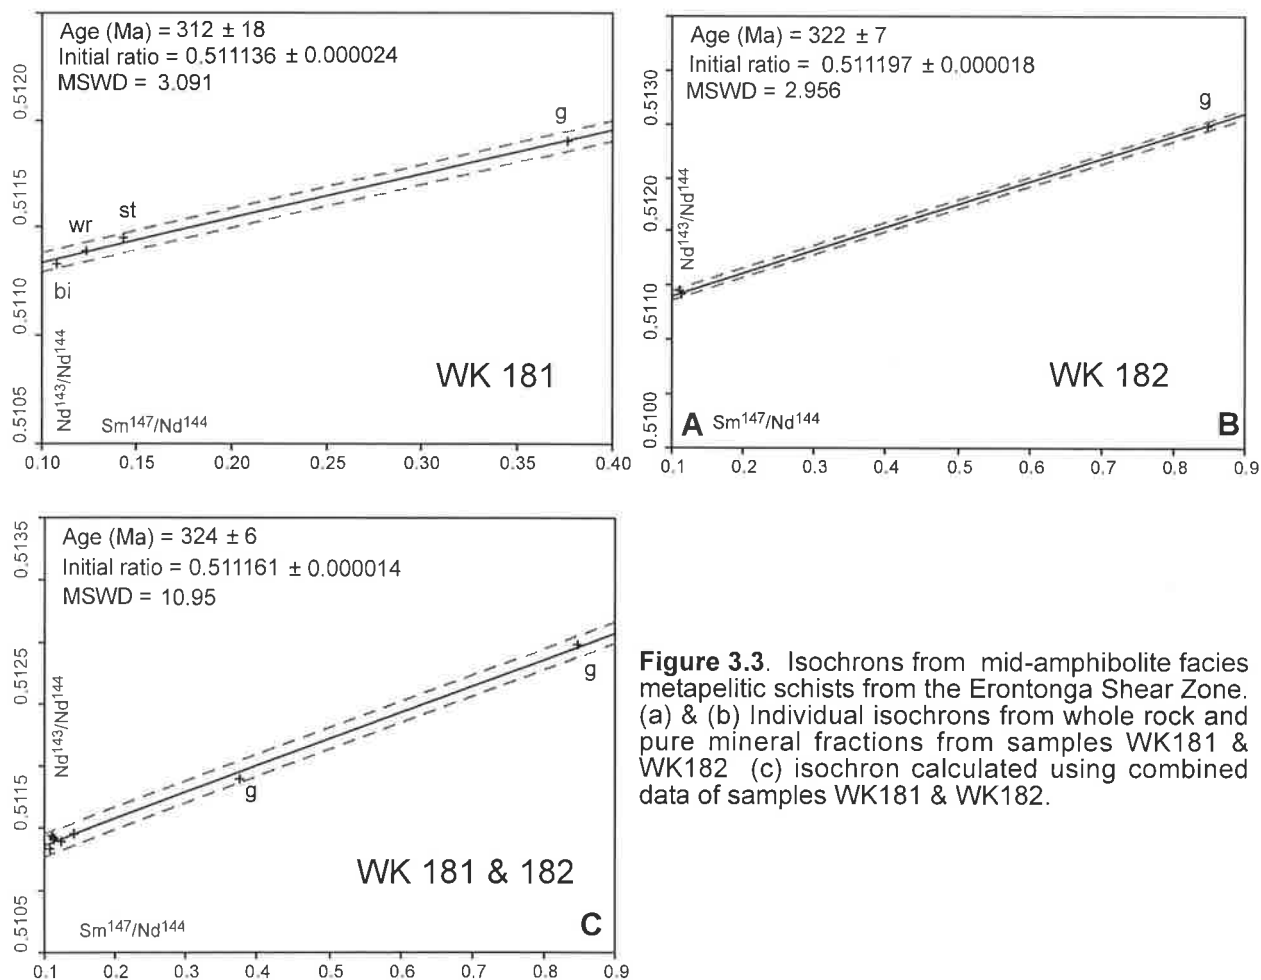 Age (Ma) = 312 ± 18
Initial ratio = 0.511136 ± 0.000024
MSWD = 3.091
g
wr
st
bi
WK 181
Nd143/Nd144
Sm147/Nd144
A
0.5120
0.5115
0.5110
0.5105
0.10
0.15
0.20
0.25
0.30
0.35
0.40
Age (Ma) = 322 ± 7
Initial ratio = 0.511197 ± 0.000018
MSWD = 2.956
g
WK 182
Nd143/Nd144
Sm147/Nd144
B
0.5130
0.5120
0.5110
0.5100
0.1
0.2
0.3
0.4
0.5
0.6
0.7
0.8
0.9
Age (Ma) = 324 ± 6
Initial ratio = 0.511161 ± 0.000014
MSWD = 10.95
g
g
WK 181 & 182
Nd143/Nd144
Sm147/Nd144
C
0.5135
0.5125
0.5115
0.5105
0.1
0.2
0.3
0.4
0.5
0.6
0.7
0.8
0.9
Figure 3.3. Isochrons from mid-amphibolite facies
metapelitic schists from the Erontonga Shear Zone.
(a) & (b) Individual isochrons from whole rock and
pure mineral fractions from samples WK181 &
WK182 (c) isochron calculated using combined
data of samples WK181 & WK182.